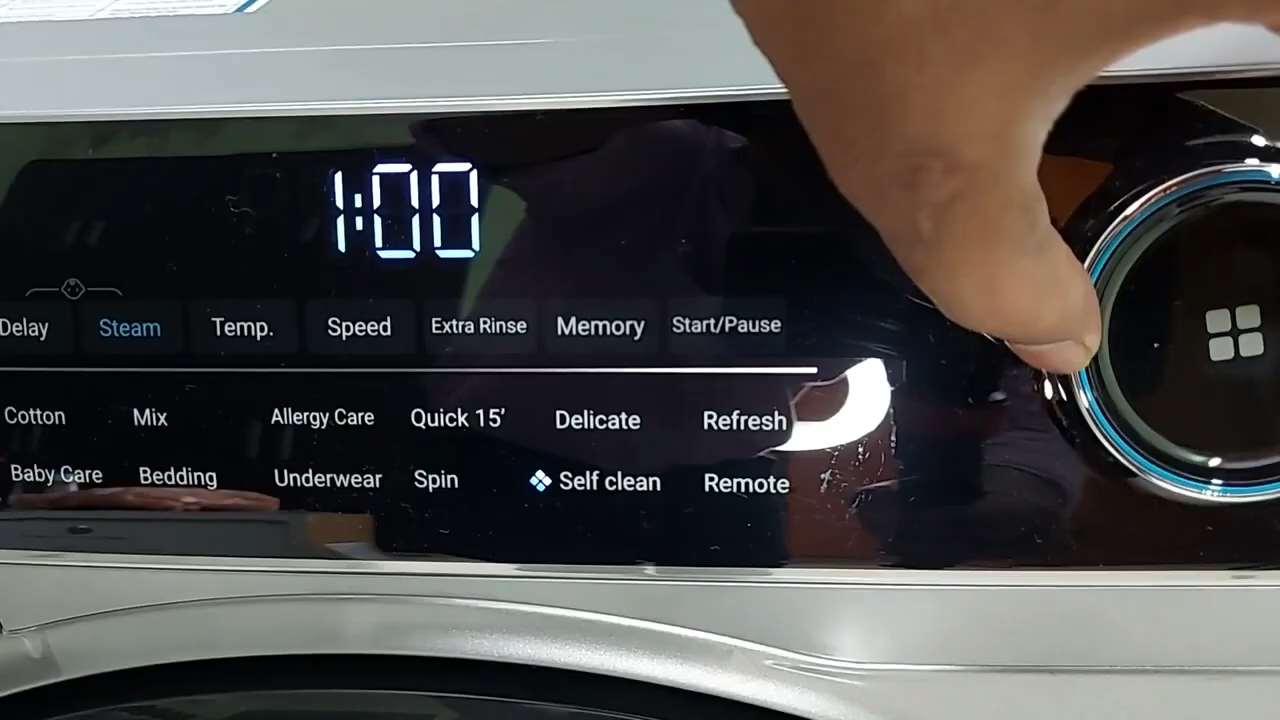 1:00
Delay Steam Temp. Speed Extra Rinse Memory Start/Pause
Cotton Mix Allergy Care Quick 15' Delicate Refresh
Baby Care Bedding Underwear Spin Self clean Remote